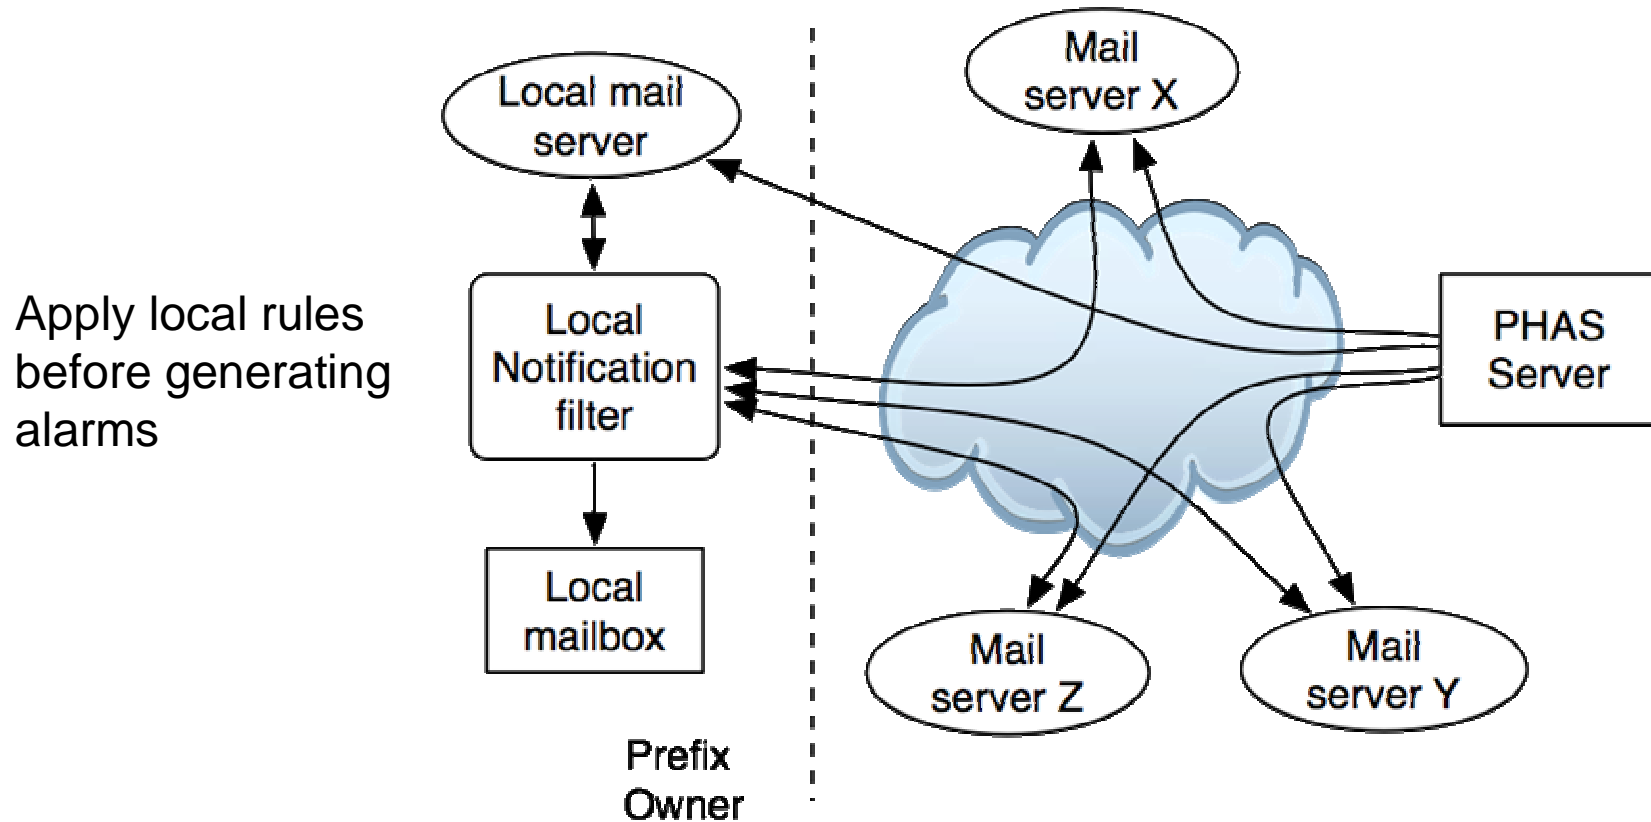 Apply local rules
before generating
alarms
Local mail
server
Local
Notification
filter
Local
mailbox
Prefix
Owner
Mail
server X
PHAS
Server
Mail
server Z
Mail
server Y